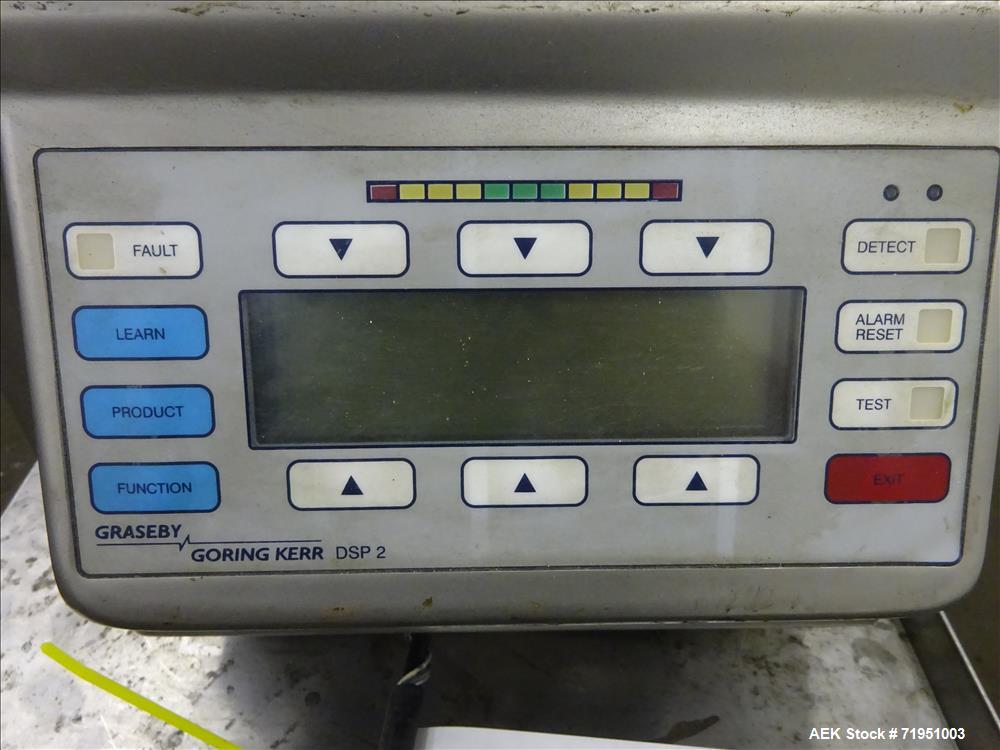 FAULT
DETECT
LEARN
ALARM
RESET
PRODUCT
TEST
FUNCTION
EXIT
GRASEBY
GORING KERR DSP 2
AEK Stock #71951003